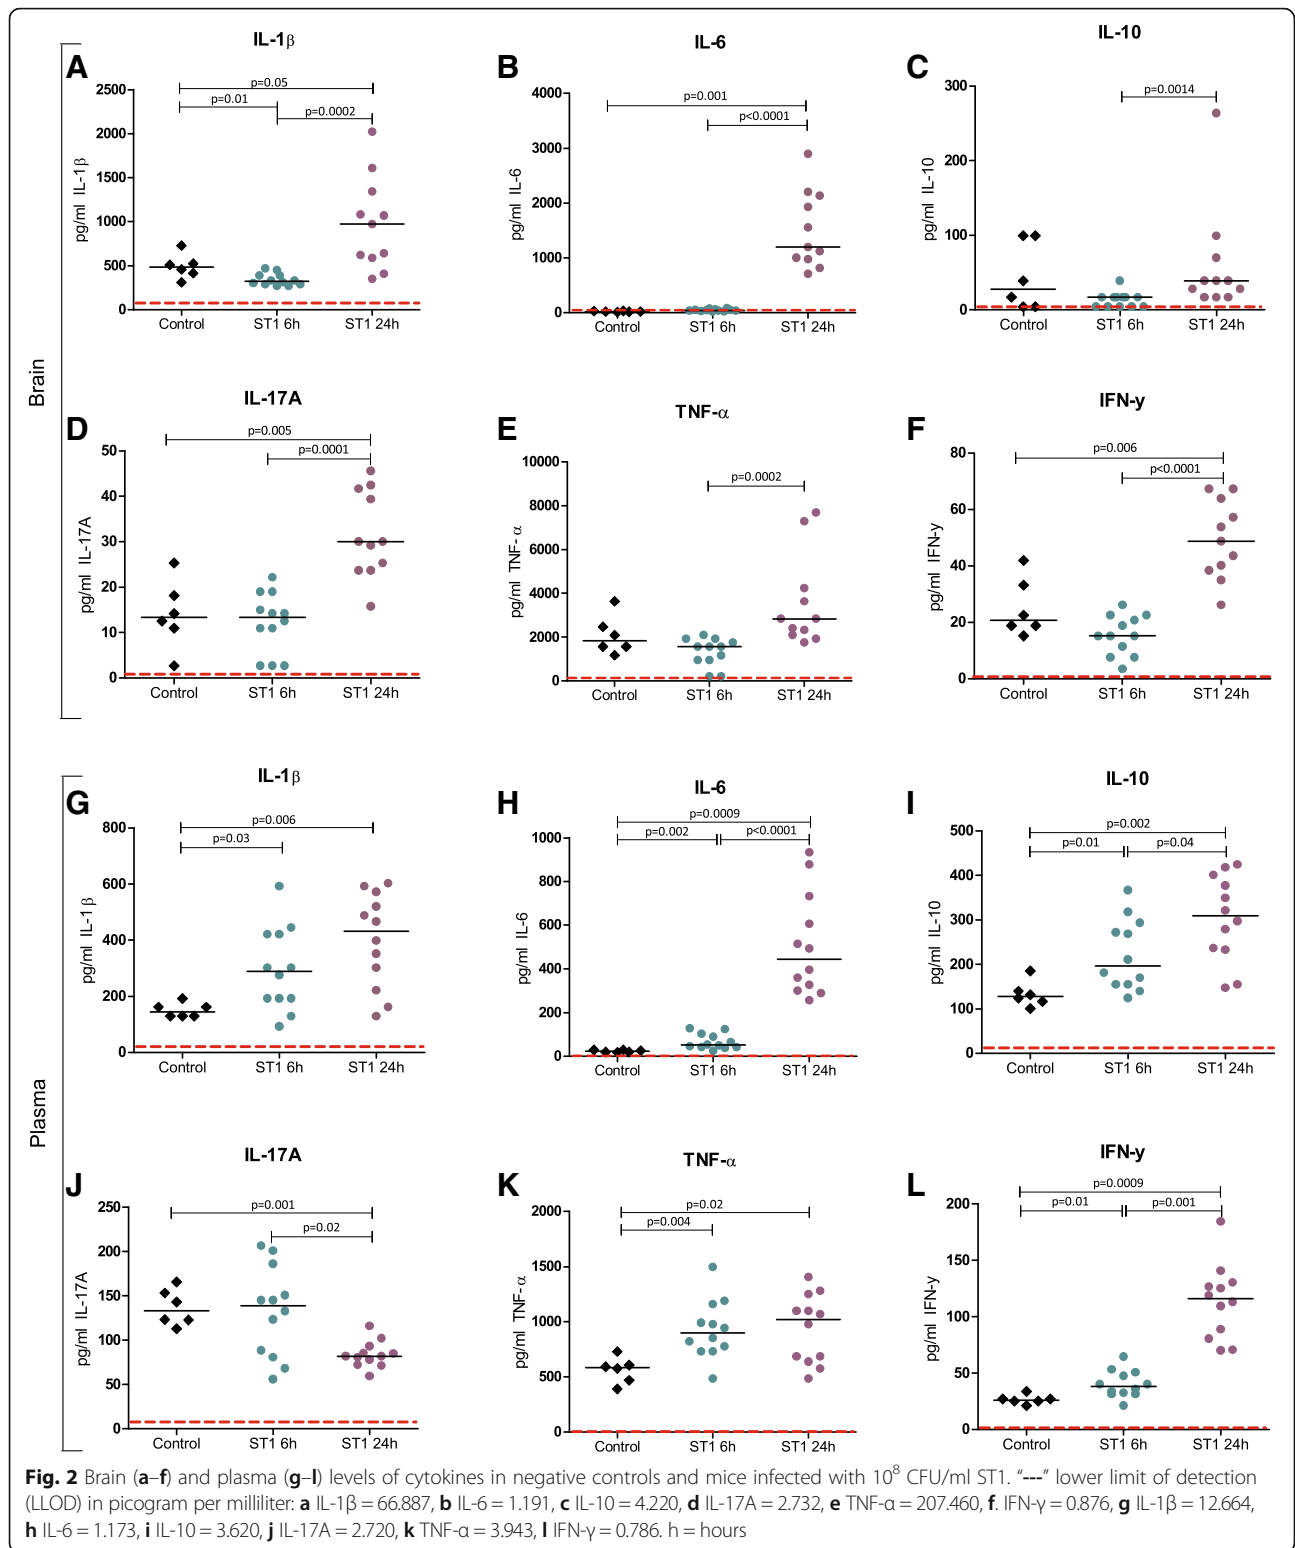 Brain
IL-1β
A
pg/ml IL-1β
2500
2000
1500
1000
500
0
p=0.05
p=0.01
p=0.0002
Control ST1 6h ST1 24h
IL-6
B
pg/ml IL-6
4000
3000
2000
1000
0
p=0.001
p<0.0001
Control ST1 6h ST1 24h
IL-10
C
pg/ml IL-10
300
200
100
0
p=0.0014
Control ST1 6h ST1 24h
IL-17A
D
pg/ml IL-17A
50
40
30
20
10
0
p=0.005
p=0.0001
Control ST1 6h ST1 24h
TNF-α
E
pg/ml TNF-α
10000
8000
6000
4000
2000
0
p=0.0002
Control ST1 6h ST1 24h
IFN-y
F
pg/ml IFN-y
80
60
40
20
0
p=0.006
p<0.0001
Control ST1 6h ST1 24h
Plasma
IL-1β
G
pg/ml IL-1β
800
600
400
200
0
p=0.006
p=0.03
Control ST1 6h ST1 24h
IL-6
H
pg/ml IL-6
1000
800
600
400
200
0
p=0.0009
p=0.002 p<0.0001
Control ST1 6h ST1 24h
IL-10
I
pg/ml IL-10
500
400
300
200
100
0
p=0.002
p=0.01 p=0.04
Control ST1 6h ST1 24h
IL-17A
J
pg/ml IL-17A
250
200
150
100
50
0
p=0.001
p=0.02
Control ST1 6h ST1 24h
TNF-α
K
pg/ml TNF-α
2000
1500
1000
500
0
p=0.02
p=0.004
Control ST1 6h ST1 24h
IFN-y
L
pg/ml IFN-y
200
150
100
50
0
p=0.0009
p=0.01 p=0.001
Control ST1 6h ST1 24h
Fig. 2 Brain (a–f) and plasma (g–l) levels of cytokines in negative controls and mice infected with 10⁸ CFU/ml ST1. “---” lower limit of detection
(LLOD) in picogram per milliliter: a IL-1β = 66.887, b IL-6 = 1.191, c IL-10 = 4.220, d IL-17A = 2.732, e TNF-α = 207.460, f. IFN-γ = 0.876, g IL-1β = 12.664,
h IL-6 = 1.173, i IL-10 = 3.620, j IL-17A = 2.720, k TNF-α = 3.943, l IFN-γ = 0.786. h = hours